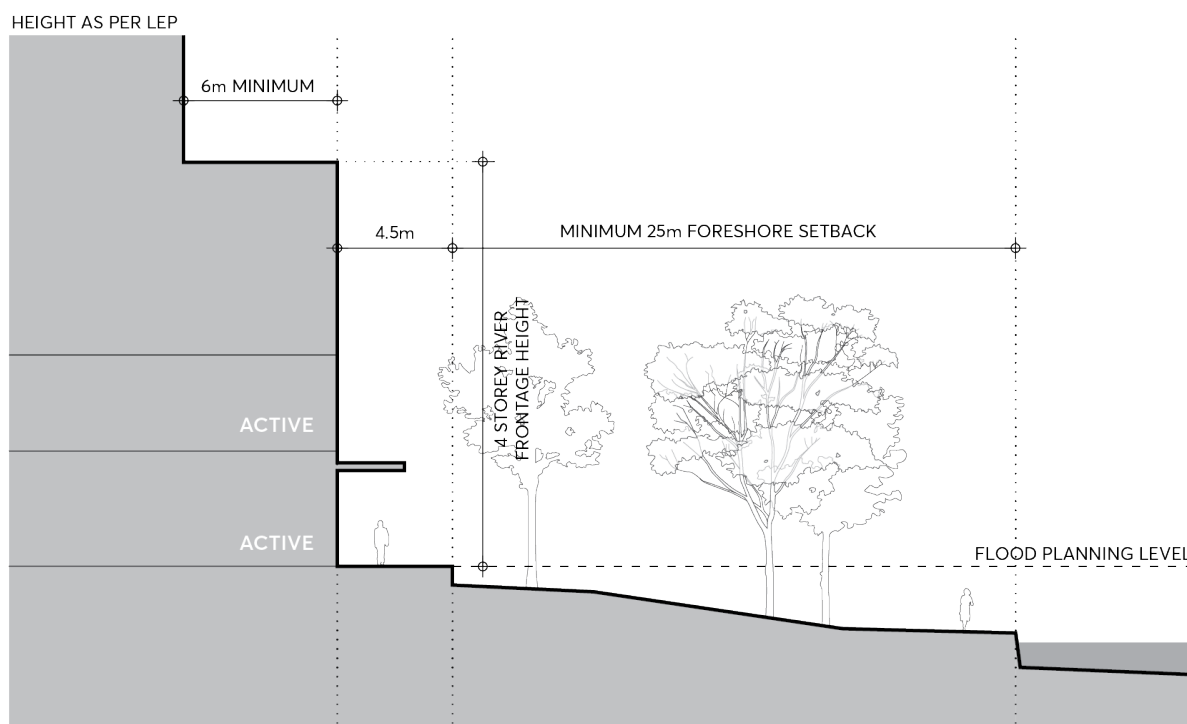 HEIGHT AS PER LEP
6m MINIMUM
4.5m
MINIMUM 25m FORESHORE SETBACK
4 STOREY RIVER
FRONTAGE HEIGHT
ACTIVE
ACTIVE
FLOOD PLANNING LEVEL